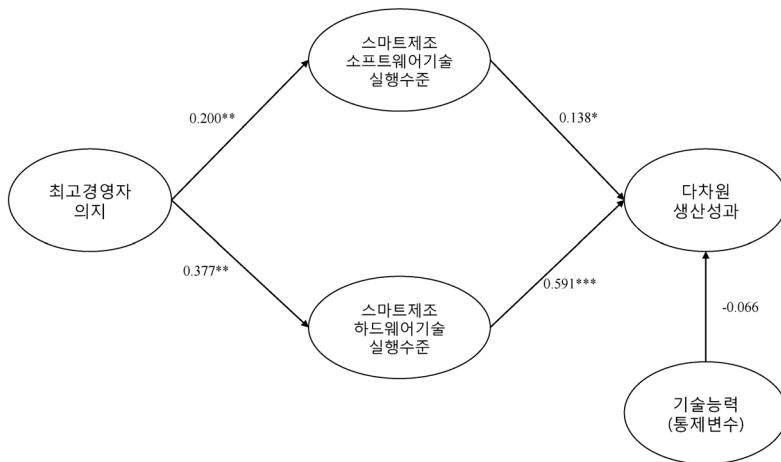 스마트제조
소프트웨어기술
실행수준
0.200**
0.138*
최고경영자
의지
다차원
생산성과
0.377**
0.591***
스마트제조
하드웨어기술
실행수준
-0.066
기술능력
(통제변수)